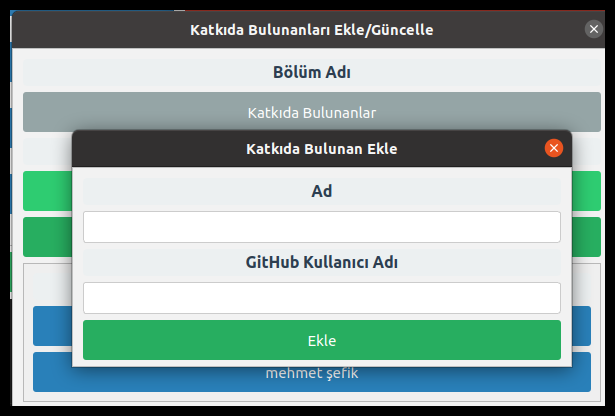 Katkıda Bulunanları Ekle/Güncelle
Bölüm Adı
Katkıda Bulunanlar
Katkıda Bulunan Ekle
Ad
GitHub Kullanıcı Adı
Ekle
mehmet şefik